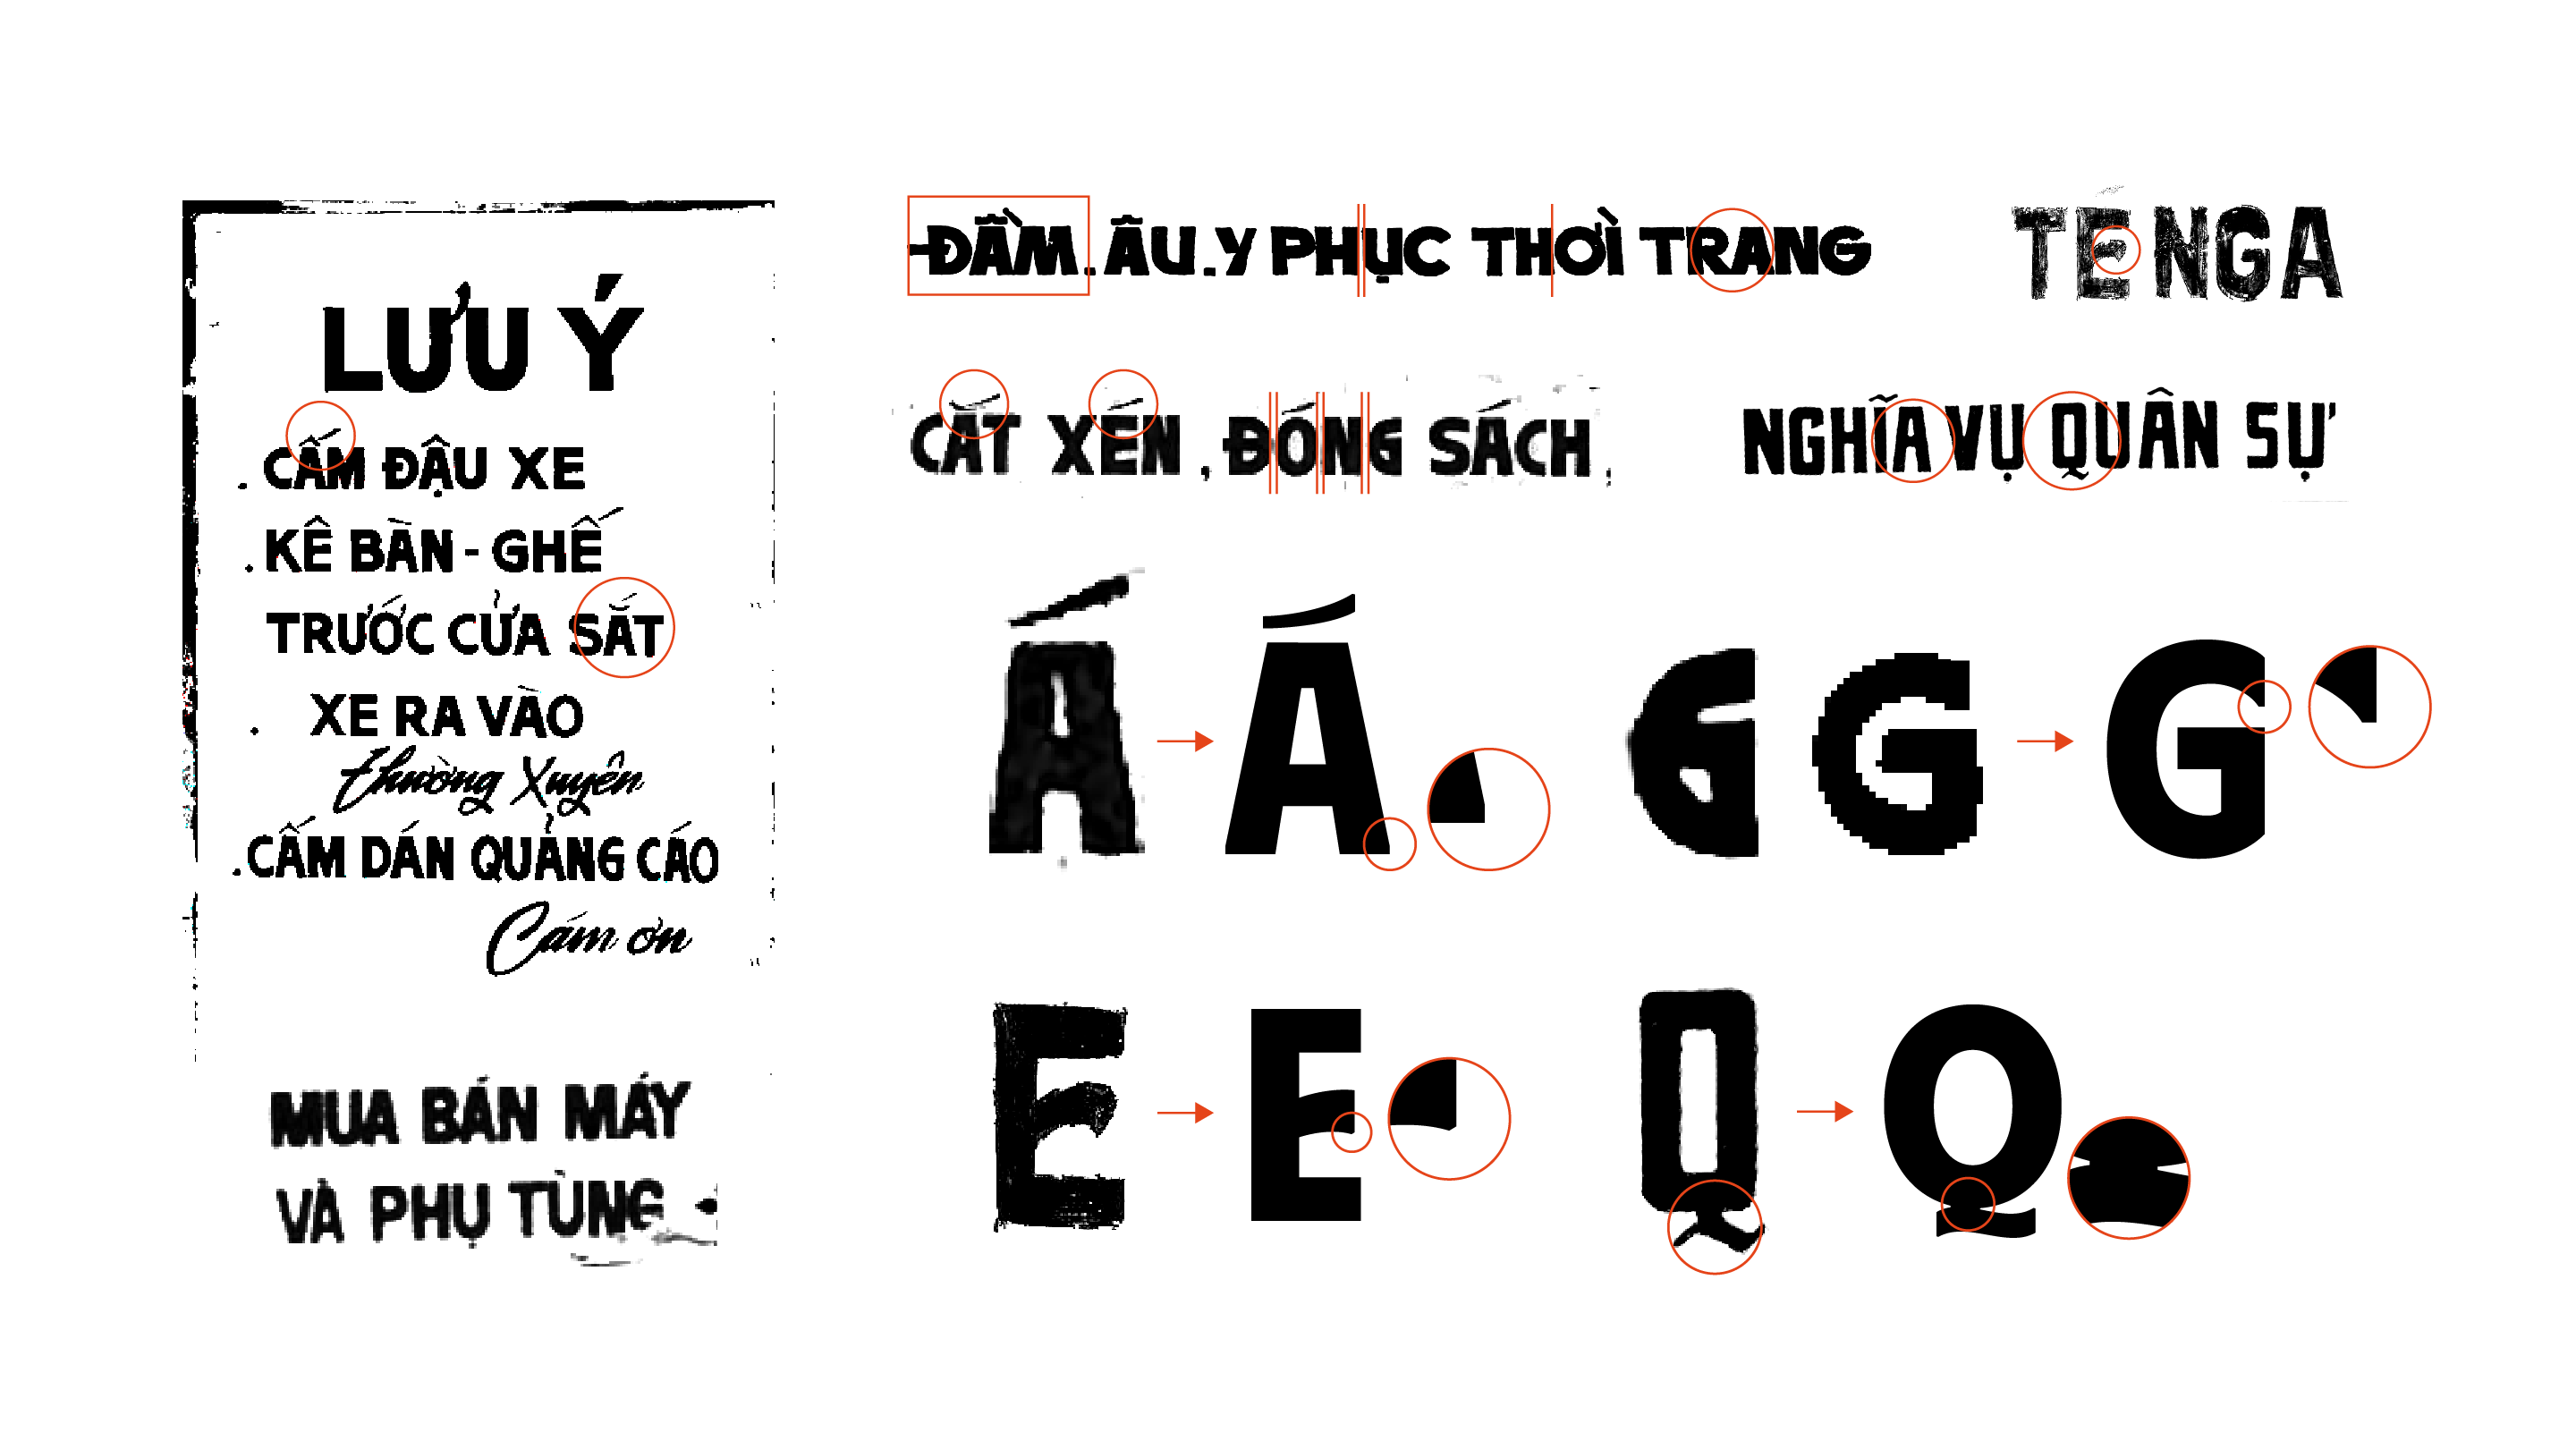 LƯU Ý
. CẤM ĐẬU XE
. KÊ BÀN - GHẾ
TRƯỚC CỬA SẮT
. XE RA VÀO
Thường Xuyên
. CẤM DÁN QUẢNG CÁO
Cám ơn
MUA BÁN MÁY
VÀ PHỤ TÙNG
-ĐẦM. ÂU. Y PHỤC THỜI TRANG
TÉ NGA
CẮT XÉN , ĐÓNG SÁCH ,
NGHĨA VỤ QUÂN SỰ
Á Á
G G G
E E
Q Q